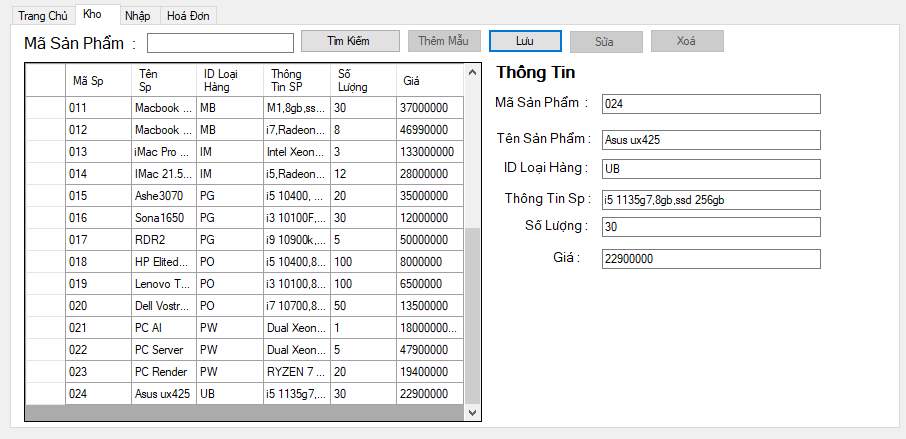 Trang Chủ Kho Nhập Hoá Đơn
Mã Sản Phẩm : Tìm Kiếm Thêm Mẫu Lưu Sửa Xoá
Mã Sp Tên Sp ID Loại Hàng Thông Tin SP Số Lượng Giá
011 Macbook ... MB M1,8gb,ss... 30 37000000
012 Macbook ... MB i7,Radeon... 8 46990000
013 iMac Pro ... IM Intel Xeon... 3 133000000
014 IMac 21.5... IM i5,Radeon... 12 28000000
015 Ashe3070 PG i5 10400, ... 20 35000000
016 Sona1650 PG i3 10100F,... 30 12000000
017 RDR2 PG i9 10900k,... 5 50000000
018 HP Elited... PO i5 10400,8... 100 8000000
019 Lenovo T... PO i3 10100,8... 100 6500000
020 Dell Vostr... PO i7 10700,8... 50 13500000
021 PC AI PW Dual Xeon... 1 18000000...
022 PC Server PW Dual Xeon... 5 47900000
023 PC Render PW RYZEN 7 ... 20 19400000
024 Asus ux425 UB i5 1135g7,... 30 22900000
Thông Tin
Mã Sản Phẩm : 024
Tên Sản Phẩm : Asus ux425
ID Loại Hàng : UB
Thông Tin Sp : i5 1135g7,8gb,ssd 256gb
Số Lượng : 30
Giá : 22900000